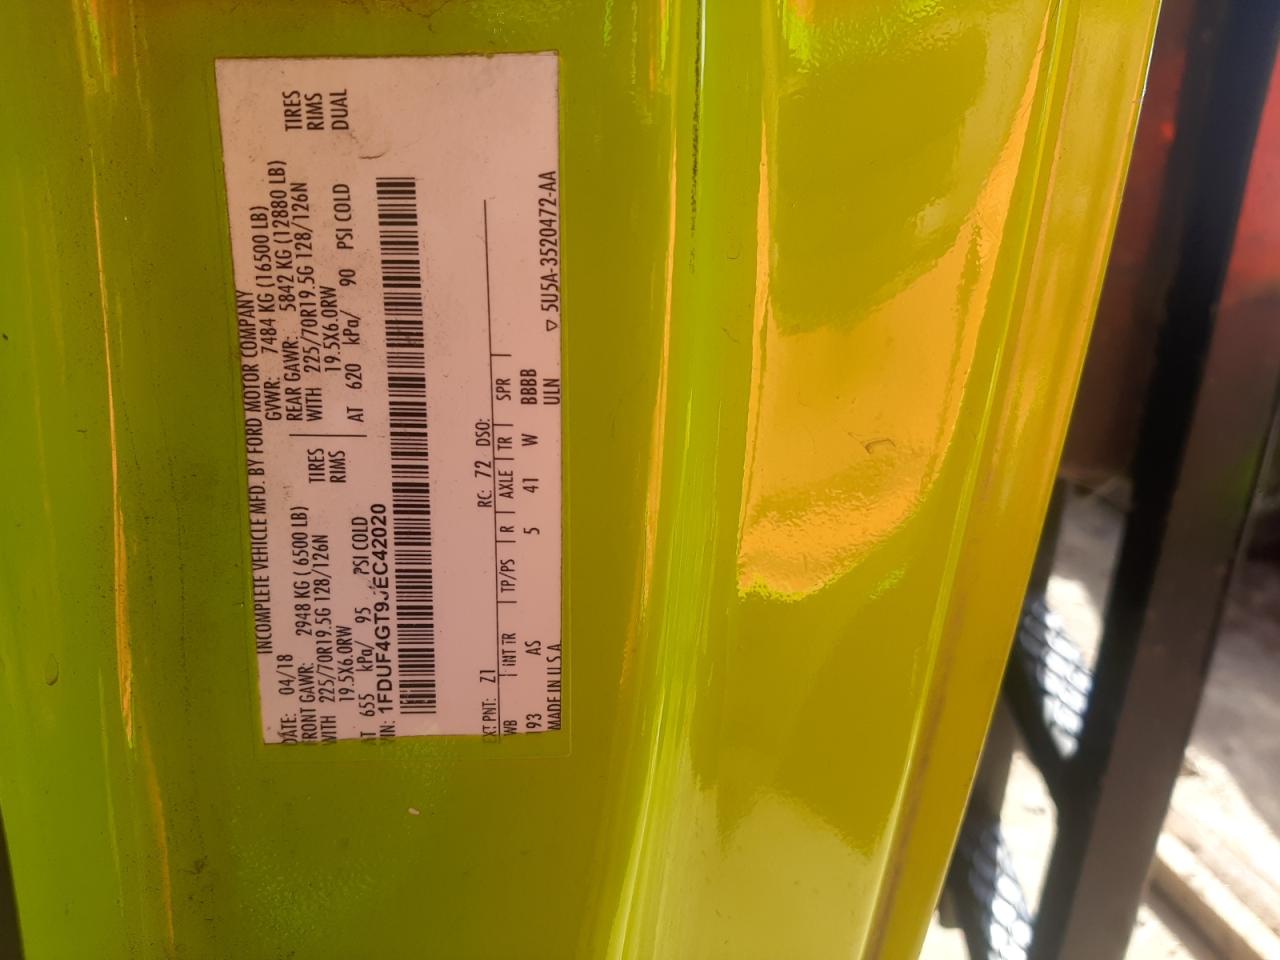 INCOMPLETE VEHICLE MFD. BY FORD MOTOR COMPANY
DATE: 04/18 GVWR: 7484 KG (16500 LB)
FRONT GAWR: 2948 KG ( 6500 LB) REAR GAWR: 5842 KG (12880 LB)
WITH 225/70R19.5G 128/126N TIRES WITH 225/70R19.5G 128/126N TIRES
19.5X6.0RW RIMS 19.5X6.0RW RIMS
AT 655 kPa/ 95 PSI COLD AT 620 kPa/ 90 PSI COLD DUAL
VIN: 1FDUF4GT9JEC42020
EXT PNT: Z1 RC: 72 DSO:
WB INT TR TP/PS R AXLE TR SPR
193 AS 5 41 W BBBB
MADE IN U.S.A. ULN ▽ 5U5A-3520472-AA